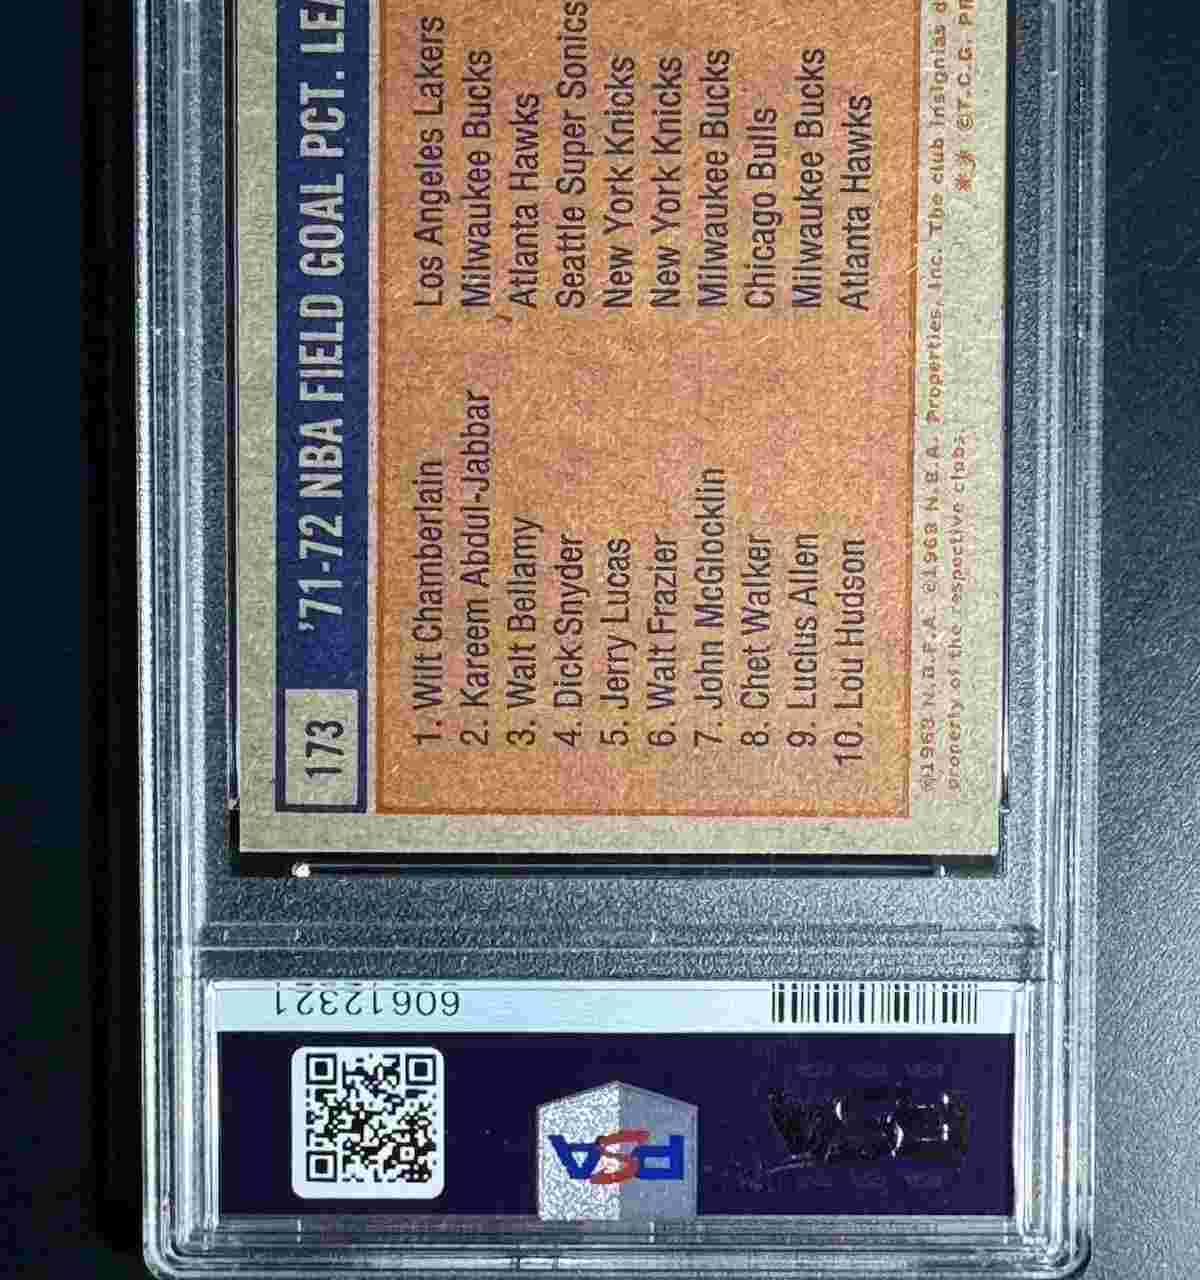 173
'71-72 NBA FIELD GOAL PCT. LEA
1. Wilt Chamberlain Los Angeles Lakers
2. Kareem Abdul-Jabbar Milwaukee Bucks
3. Walt Bellamy Atlanta Hawks
4. Dick Snyder Seattle Super Sonics
5. Jerry Lucas New York Knicks
6. Walt Frazier New York Knicks
7. John McGlocklin Milwaukee Bucks
8. Chet Walker Chicago Bulls
9. Lucius Allen Milwaukee Bucks
10. Lou Hudson Atlanta Hawks
©1968 N.B.P.A. ©1968 N.B.A. Properties, Inc. The club insignias d
property of the respective clubs.
** ©T.C.G. PR
60612321
PSA